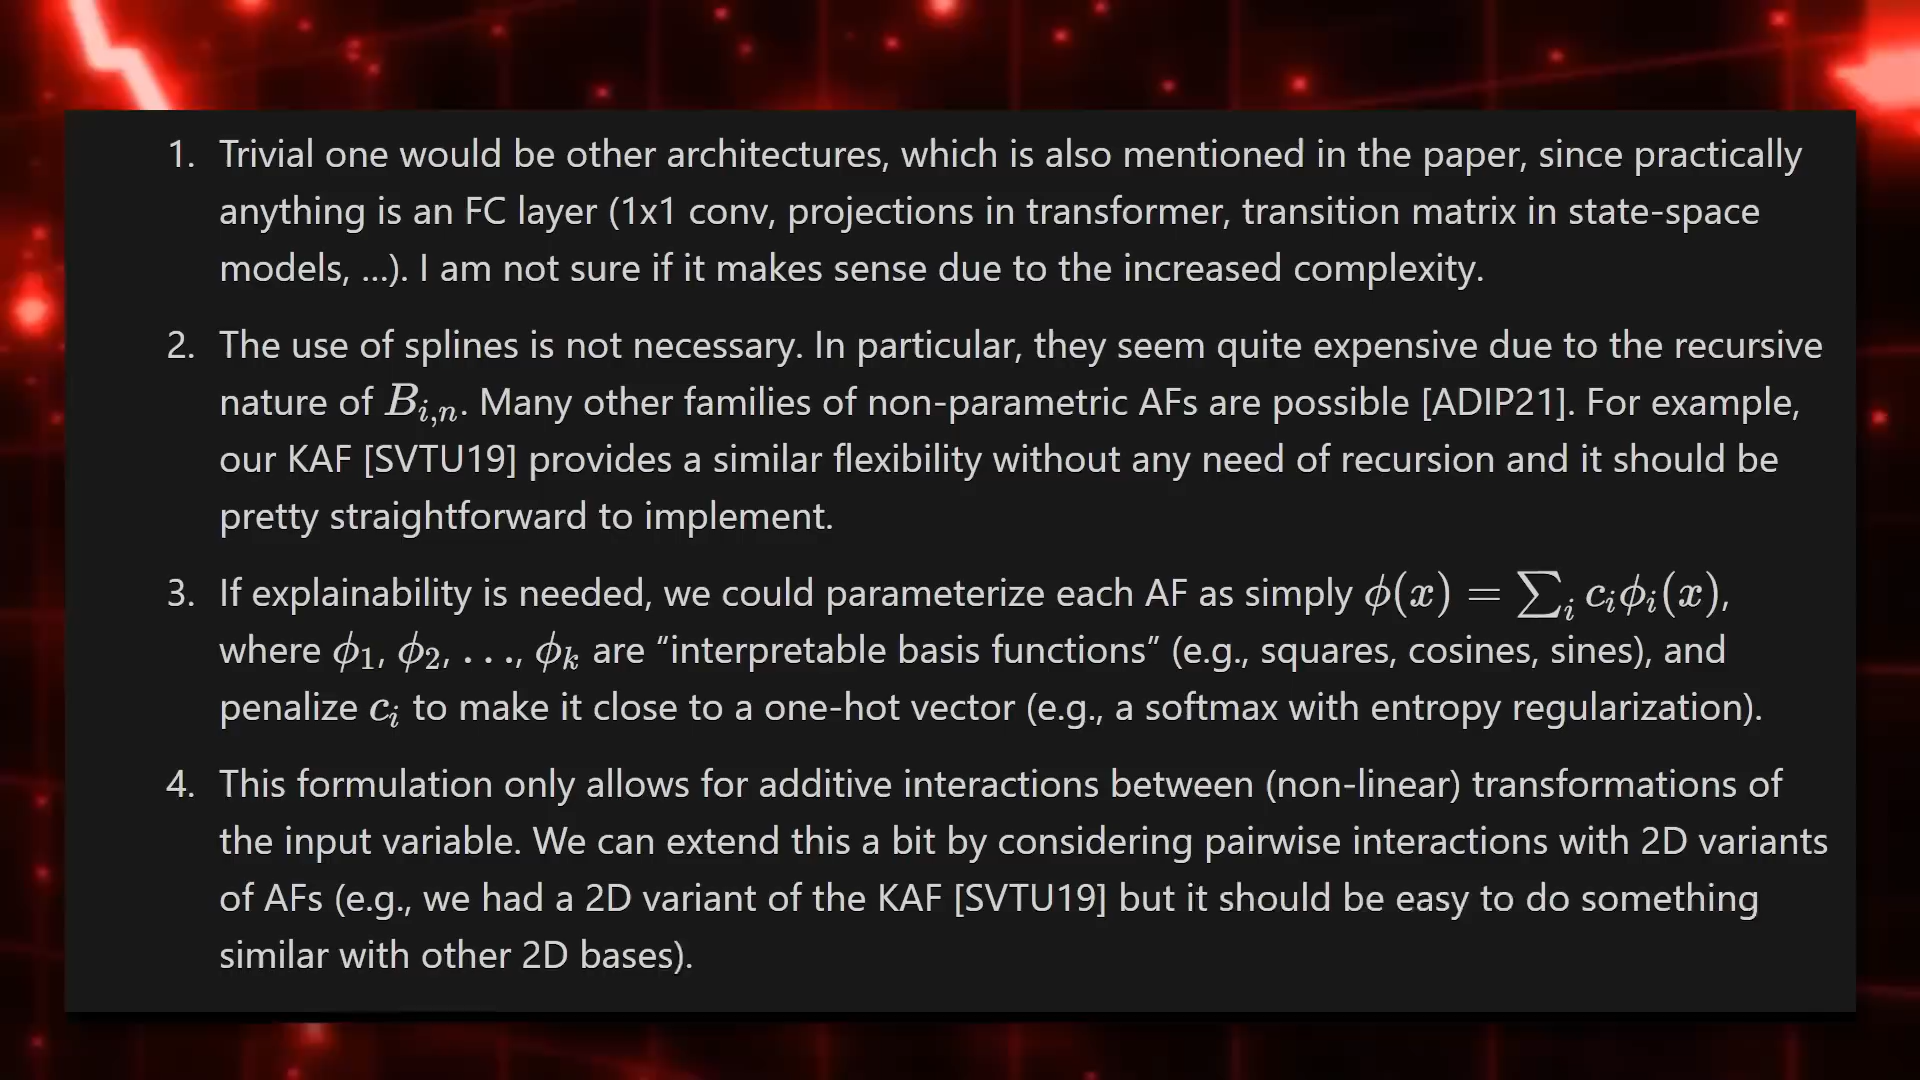 1. Trivial one would be other architectures, which is also mentioned in the paper, since practically
anything is an FC layer (1x1 conv, projections in transformer, transition matrix in state-space
models, ...). I am not sure if it makes sense due to the increased complexity.
2. The use of splines is not necessary. In particular, they seem quite expensive due to the recursive
nature of $B_{i,n}$. Many other families of non-parametric AFs are possible [ADIP21]. For example,
our KAF [SVTU19] provides a similar flexibility without any need of recursion and it should be
pretty straightforward to implement.
3. If explainability is needed, we could parameterize each AF as simply $\phi(x) = \sum_i c_i \phi_i(x)$,
where $\phi_1$, $\phi_2$, ..., $\phi_k$ are “interpretable basis functions” (e.g., squares, cosines, sines), and
penalize $c_i$ to make it close to a one-hot vector (e.g., a softmax with entropy regularization).
4. This formulation only allows for additive interactions between (non-linear) transformations of
the input variable. We can extend this a bit by considering pairwise interactions with 2D variants
of AFs (e.g., we had a 2D variant of the KAF [SVTU19] but it should be easy to do something
similar with other 2D bases).